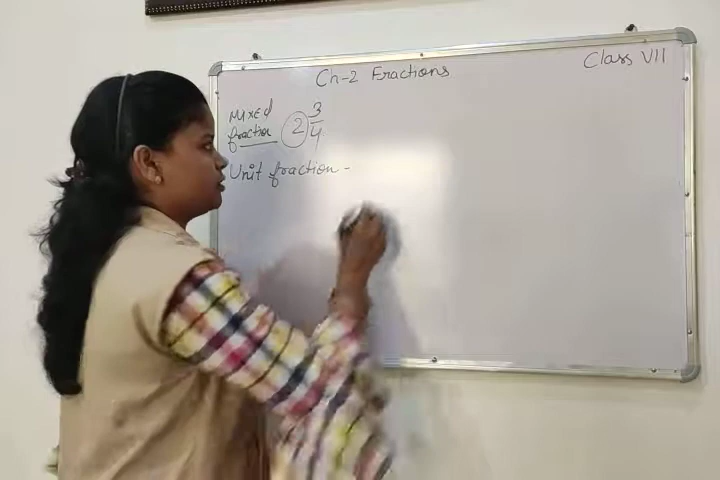 Ch-2 Fractions
Class VII
Mixed
fraction 2 3/4
Unit fraction -